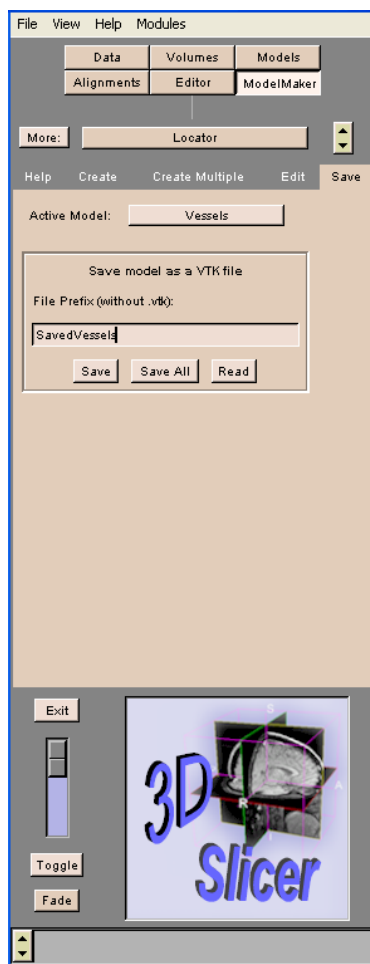 File View Help Modules
Data Volumes Models
Alignments Editor ModelMaker
More: Locator
Help Create Create Multiple Edit Save
Active Model: Vessels
Save model as a VTK file
File Prefix (without .vtk):
SavedVessels
Save Save All Read
Exit
S
A
R
I
3D
Slicer
Toggle
Fade